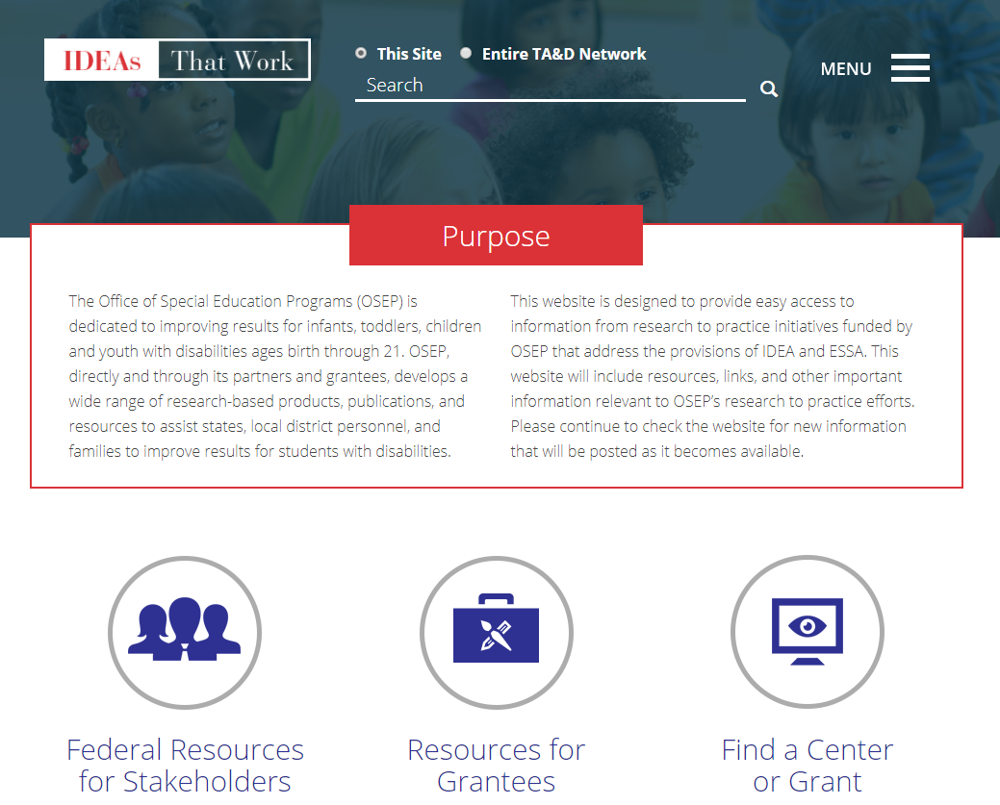 IDEAs That Work
This Site Entire TA&D Network
Search
MENU
Purpose
The Office of Special Education Programs (OSEP) is
dedicated to improving results for infants, toddlers, children
and youth with disabilities ages birth through 21. OSEP,
directly and through its partners and grantees, develops a
wide range of research-based products, publications, and
resources to assist states, local district personnel, and
families to improve results for students with disabilities.
This website is designed to provide easy access to
information from research to practice initiatives funded by
OSEP that address the provisions of IDEA and ESSA. This
website will include resources, links, and other important
information relevant to OSEP’s research to practice efforts.
Please continue to check the website for new information
that will be posted as it becomes available.
Federal Resources
for Stakeholders
Resources for
Grantees
Find a Center
or Grant